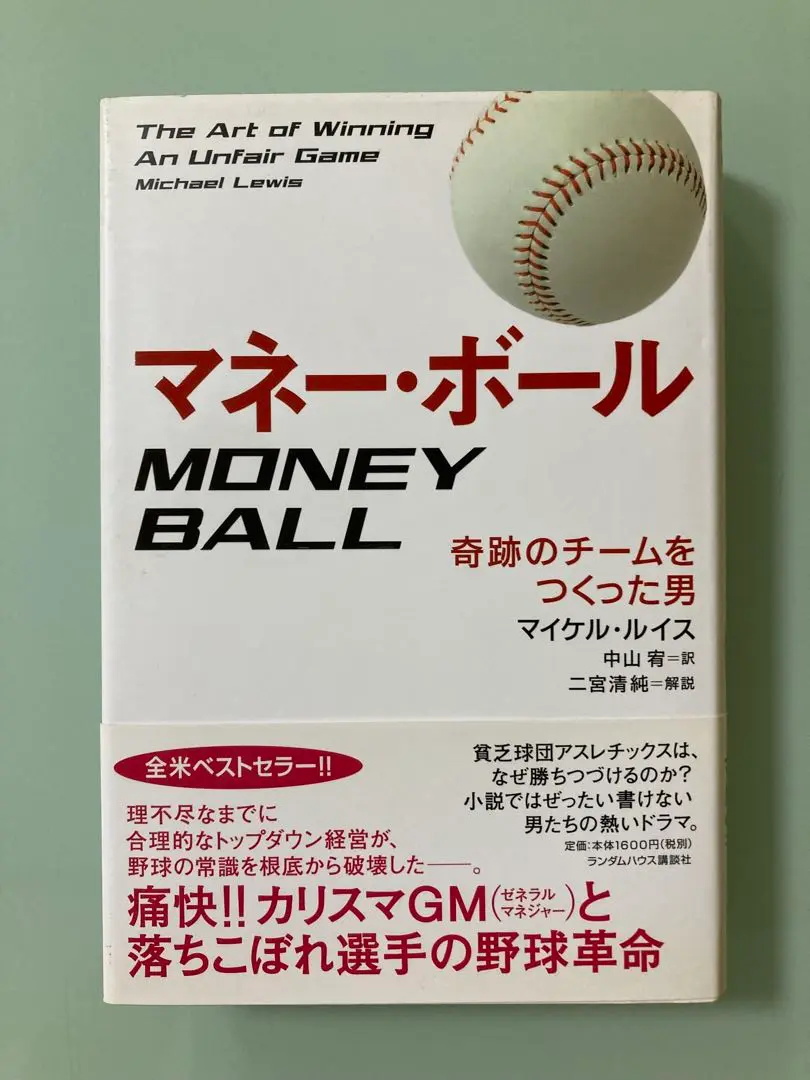 The Art of Winning
An Unfair Game
Michael Lewis
マネー・ボール
MONEY
BALL
奇跡のチームを
つくった男
マイケル・ルイス
中山 宥=訳
二宮清純=解説
全米ベストセラー!!
理不尽なまでに
合理的なトップダウン経営が、
野球の常識を根底から破壊した——。
痛快!! カリスマGM(ゼネラルマネジャー)と
落ちこぼれ選手の野球革命
貧乏球団アスレチックスは、
なぜ勝ちつづけるのか?
小説ではぜったい書けない
男たちの熱いドラマ。
定価:本体1600円(税別)
ランダムハウス講談社